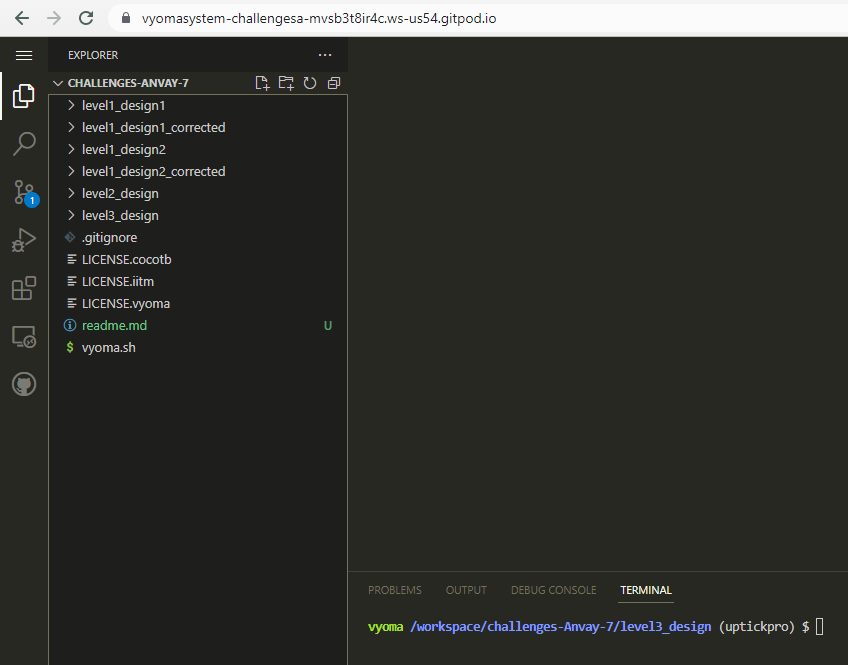 vyomasystem-challengesa-mvsb3t8ir4c.ws-us54.gitpod.io
EXPLORER
CHALLENGES-ANVAY-7
level1_design1
level1_design1_corrected
level1_design2
level1_design2_corrected
level2_design
level3_design
.gitignore
LICENSE.cocotb
LICENSE.iitm
LICENSE.vyoma
readme.md U
$ vyoma.sh
1
PROBLEMS OUTPUT DEBUG CONSOLE TERMINAL
vyoma /workspace/challenges-Anvay-7/level3_design (uptickpro) $